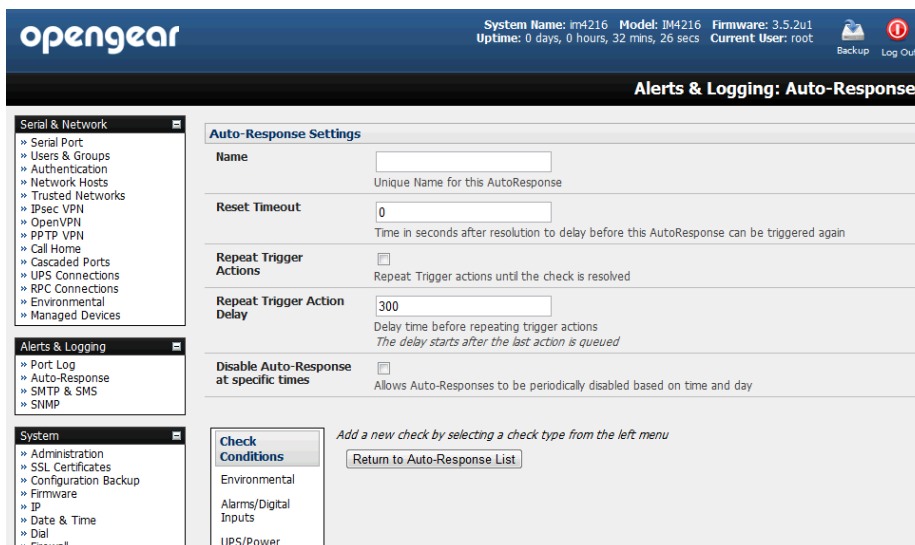 opengear
System Name: im4216 Model: IM4216 Firmware: 3.5.2u1
Uptime: 0 days, 0 hours, 32 mins, 26 secs Current User: root
Backup
Log Out
Alerts & Logging: Auto-Response
Serial & Network
» Serial Port
» Users & Groups
» Authentication
» Network Hosts
» Trusted Networks
» IPsec VPN
» OpenVPN
» PPTP VPN
» Call Home
» Cascaded Ports
» UPS Connections
» RPC Connections
» Environmental
» Managed Devices
Alerts & Logging
» Port Log
» Auto-Response
» SMTP & SMS
» SNMP
System
» Administration
» SSL Certificates
» Configuration Backup
» Firmware
» IP
» Date & Time
» Dial
» Firewall
Auto-Response Settings
Name
Unique Name for this AutoResponse
Reset Timeout
0
Time in seconds after resolution to delay before this AutoResponse can be triggered again
Repeat Trigger
Actions
Repeat Trigger actions until the check is resolved
Repeat Trigger Action
Delay
300
Delay time before repeating trigger actions
The delay starts after the last action is queued
Disable Auto-Response
at specific times
Allows Auto-Responses to be periodically disabled based on time and day
Check
Conditions
Environmental
Alarms/Digital
Inputs
UPS/Power
Add a new check by selecting a check type from the left menu
Return to Auto-Response List